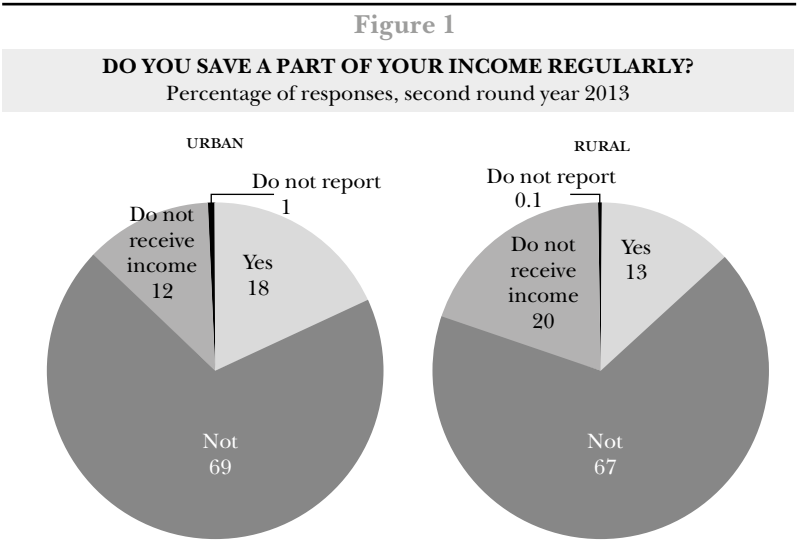 Figure 1
DO YOU SAVE A PART OF YOUR INCOME REGULARLY?
Percentage of responses, second round year 2013
URBAN
Do not report
1
Do not
receive
income
12
Yes
18
Not
69
RURAL
Do not report
0.1
Do not
receive
income
20
Yes
13
Not
67